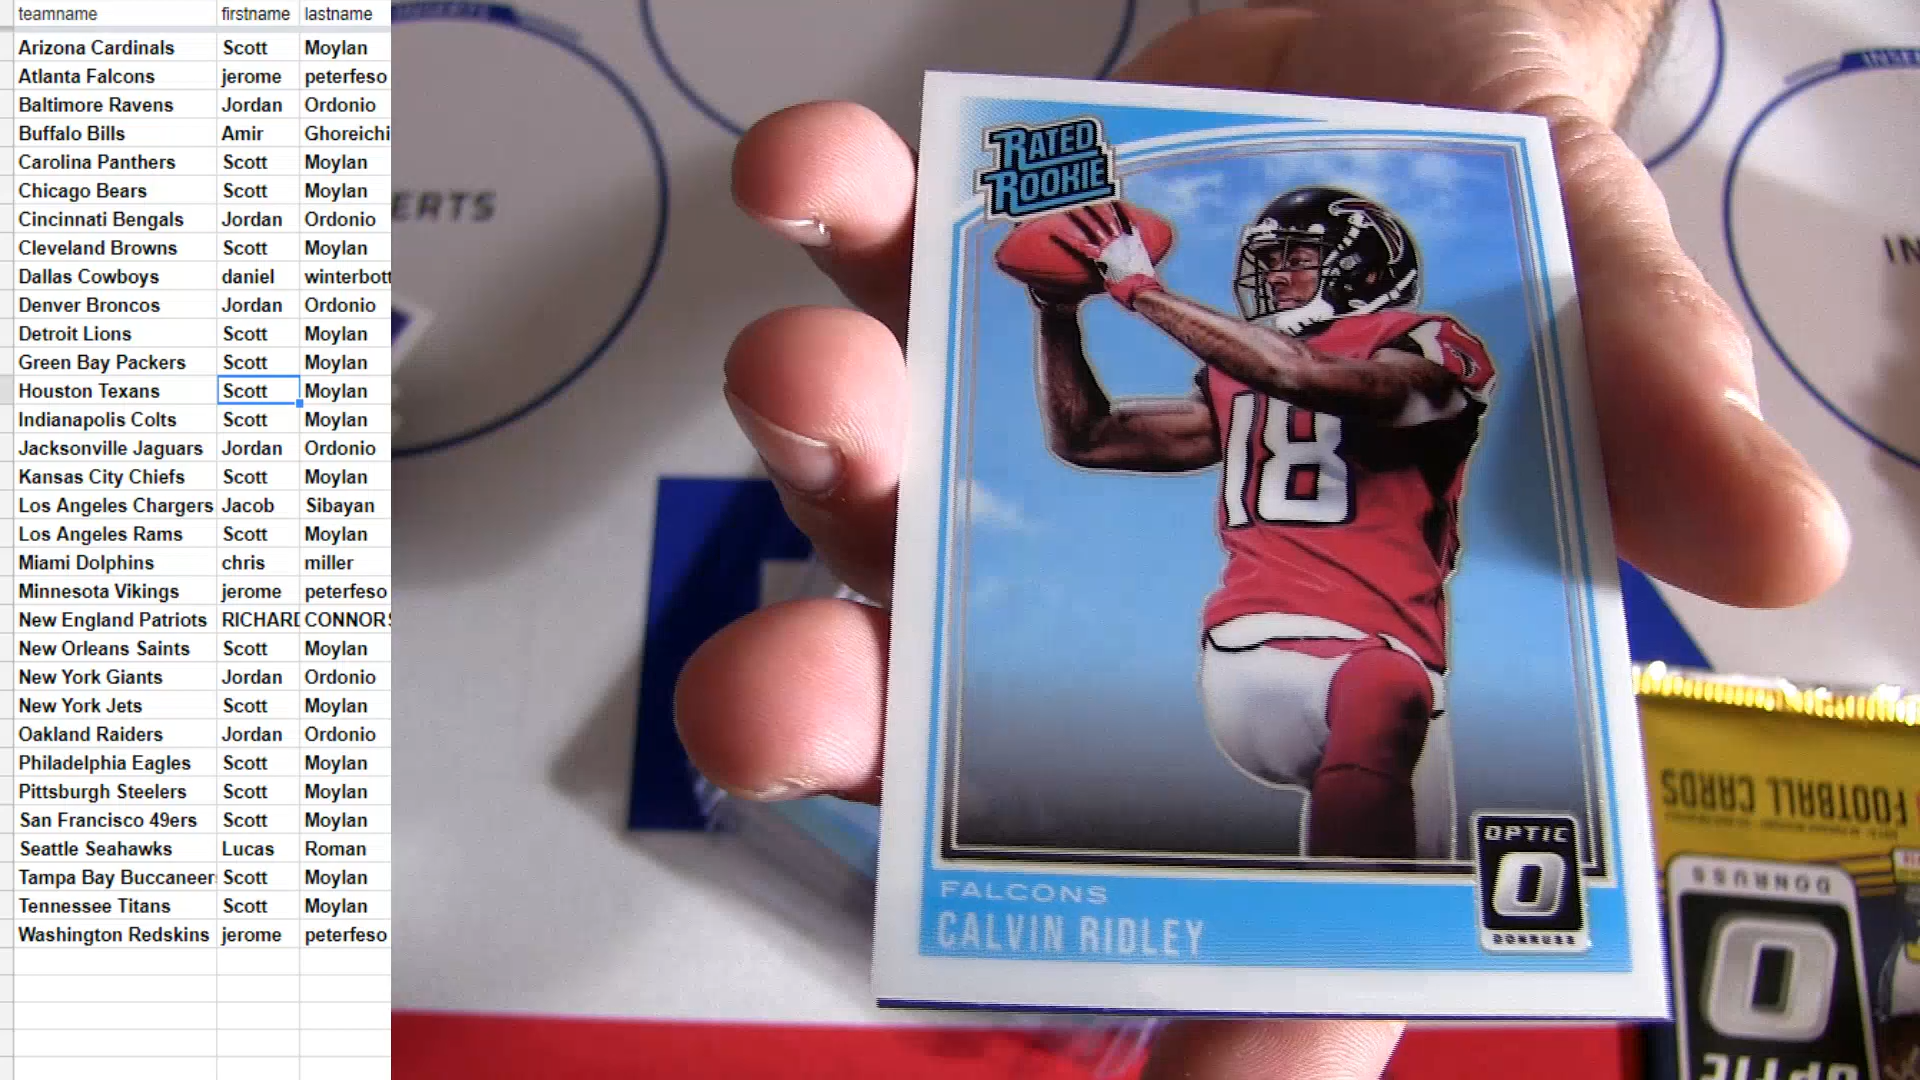 teamname firstname lastname
Arizona Cardinals Scott Moylan
Atlanta Falcons jerome peterfeso
Baltimore Ravens Jordan Ordonio
Buffalo Bills Amir Ghoreichi
Carolina Panthers Scott Moylan
Chicago Bears Scott Moylan
Cincinnati Bengals Jordan Ordonio
Cleveland Browns Scott Moylan
Dallas Cowboys daniel winterbott
Denver Broncos Jordan Ordonio
Detroit Lions Scott Moylan
Green Bay Packers Scott Moylan
Houston Texans Scott Moylan
Indianapolis Colts Scott Moylan
Jacksonville Jaguars Jordan Ordonio
Kansas City Chiefs Scott Moylan
Los Angeles Chargers Jacob Sibayan
Los Angeles Rams Scott Moylan
Miami Dolphins chris miller
Minnesota Vikings jerome peterfeso
New England Patriots RICHARD CONNORS
New Orleans Saints Scott Moylan
New York Giants Jordan Ordonio
New York Jets Scott Moylan
Oakland Raiders Jordan Ordonio
Philadelphia Eagles Scott Moylan
Pittsburgh Steelers Scott Moylan
San Francisco 49ers Scott Moylan
Seattle Seahawks Lucas Roman
Tampa Bay Buccaneer Scott Moylan
Tennessee Titans Scott Moylan
Washington Redskins jerome peterfeso
ERTS
RATED
ROOKIE
18
OPTIC
O
DONRUSS
FALCONS
CALVIN RIDLEY
INSE
IN
FOOTBALL CARDS
DONRUSS
O
OPTIC